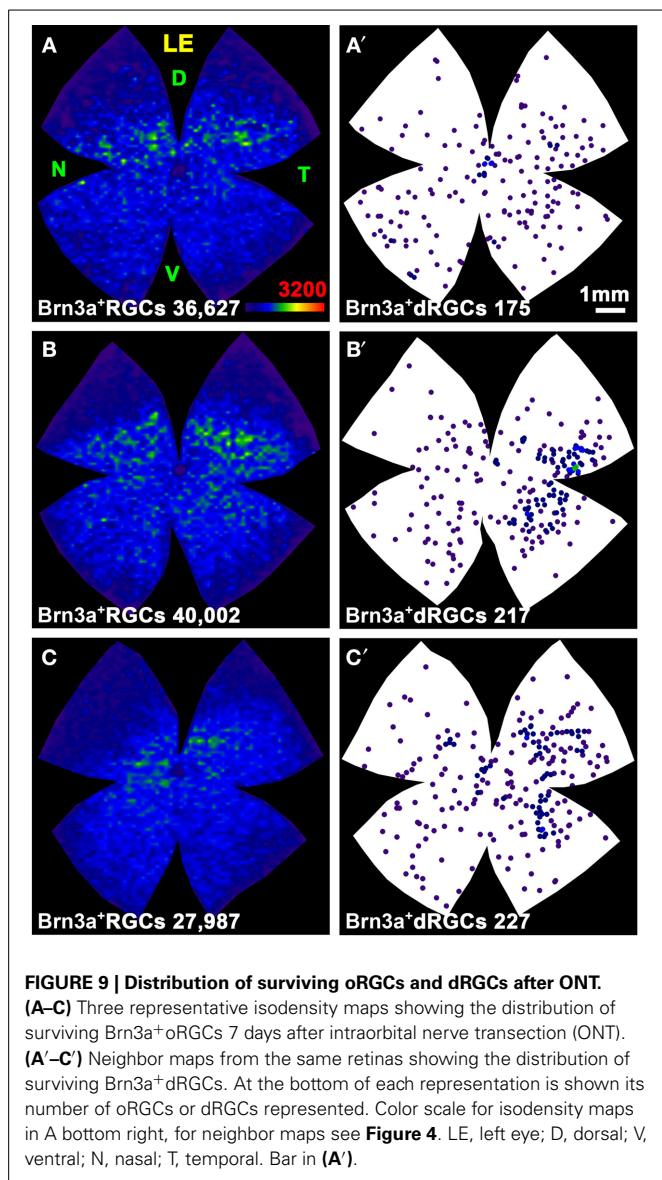 A
LE
D
N
T
V
3200
Brn3a⁺RGCs 36,627
A′
1mm
Brn3a⁺dRGCs 175
B
Brn3a⁺RGCs 40,002
B′
Brn3a⁺dRGCs 217
C
Brn3a⁺RGCs 27,987
C′
Brn3a⁺dRGCs 227
FIGURE 9 | Distribution of surviving oRGCs and dRGCs after ONT.
(A–C) Three representative isodensity maps showing the distribution of
surviving Brn3a⁺oRGCs 7 days after intraorbital nerve transection (ONT).
(A′–C′) Neighbor maps from the same retinas showing the distribution of
surviving Brn3a⁺dRGCs. At the bottom of each representation is shown its
number of oRGCs or dRGCs represented. Color scale for isodensity maps
in A bottom right, for neighbor maps see Figure 4. LE, left eye; D, dorsal; V,
ventral; N, nasal; T, temporal. Bar in (A′).